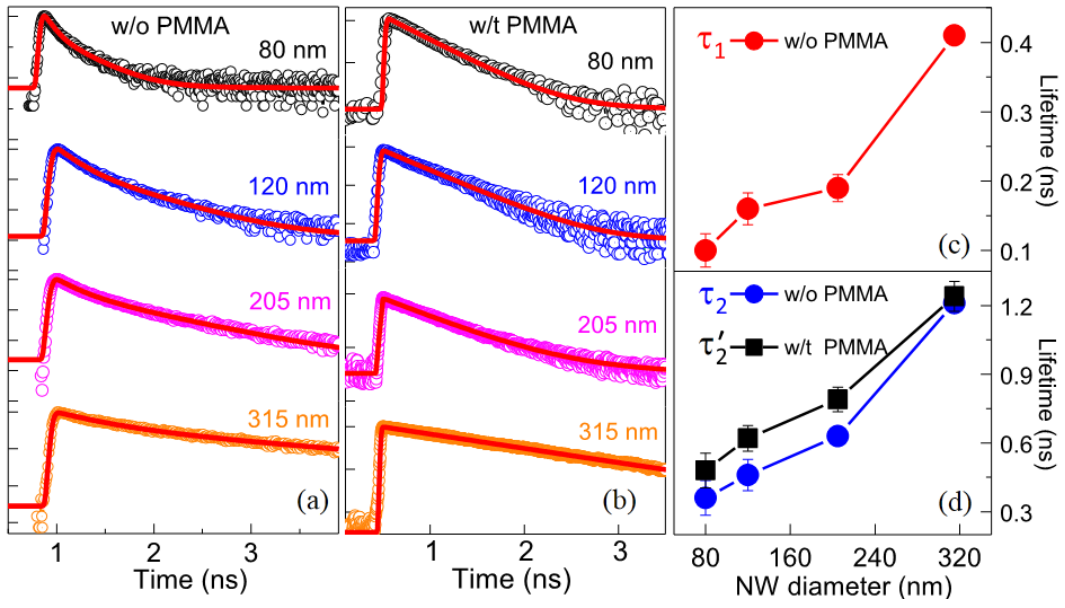 w/o PMMA
80 nm
120 nm
205 nm
315 nm
(a)
1 2 3
Time (ns)
w/t PMMA
80 nm
120 nm
205 nm
315 nm
(b)
1 2 3
Time (ns)
τ1 w/o PMMA
(c)
0.4
0.3
0.2
0.1
Lifetime (ns)
τ2 w/o PMMA
τ2′ w/t PMMA
(d)
1.2
0.9
0.6
0.3
Lifetime (ns)
80 160 240 320
NW diameter (nm)